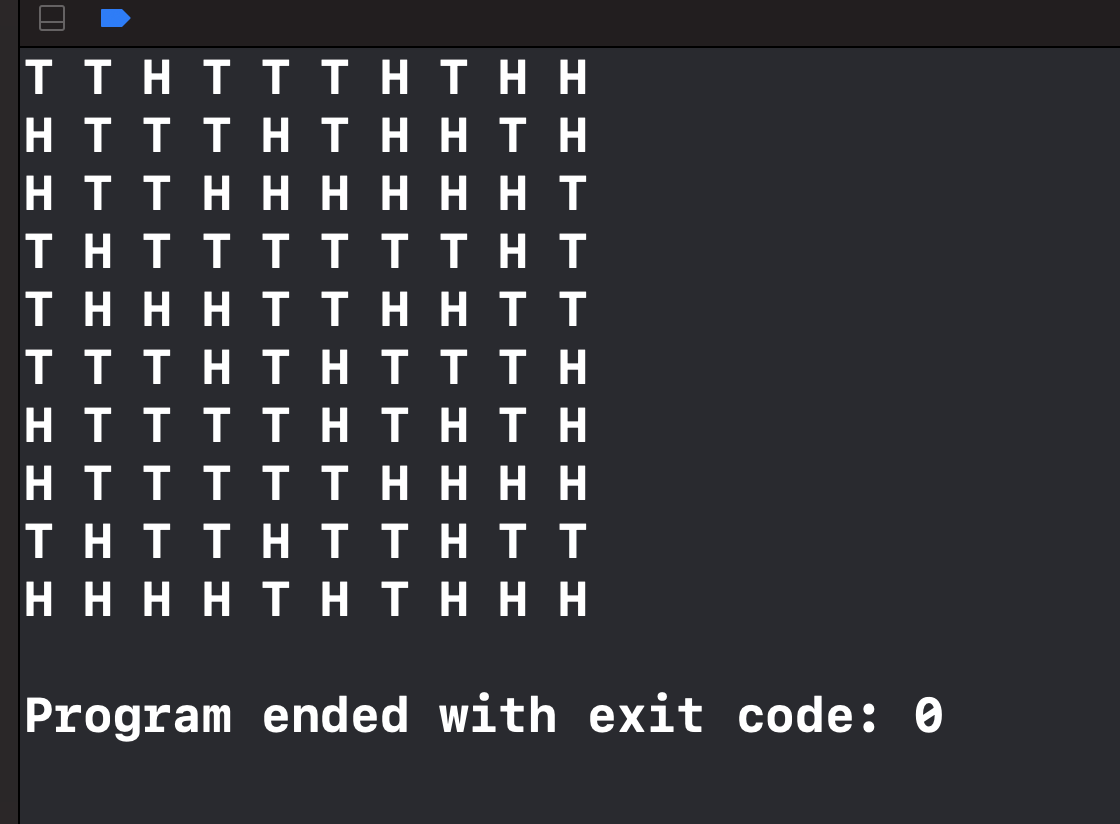 T T H T T T H T H H
H T T T H T H H T H
H T T H H H H H H T
T H T T T T T T H T
T H H H T T H H T T
T T T H T H T T T H
H T T T T H T H T H
H T T T T T H H H H
T H T T H T T H T T
H H H H T H T H H H
Program ended with exit code: 0